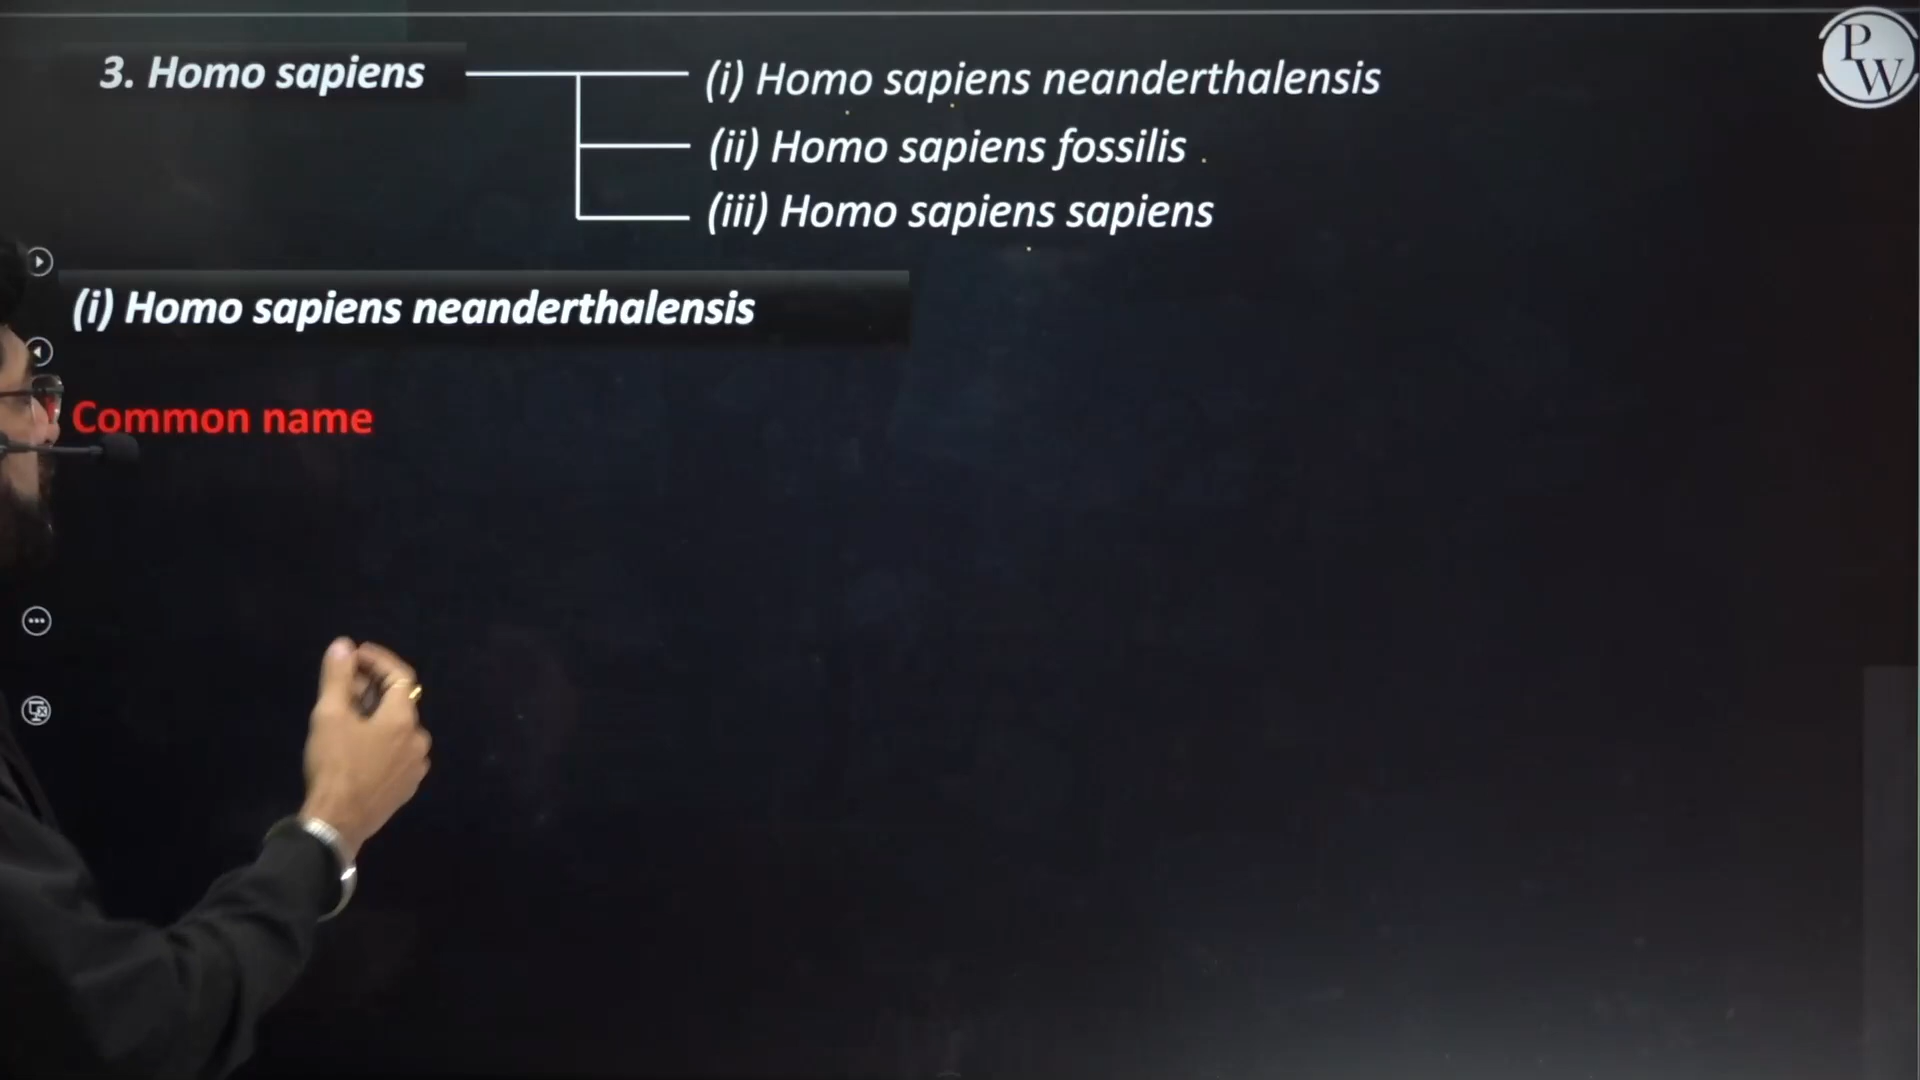 3. Homo sapiens
(i) Homo sapiens neanderthalensis
(ii) Homo sapiens fossilis
(iii) Homo sapiens sapiens
PW
(i) Homo sapiens neanderthalensis
Common name